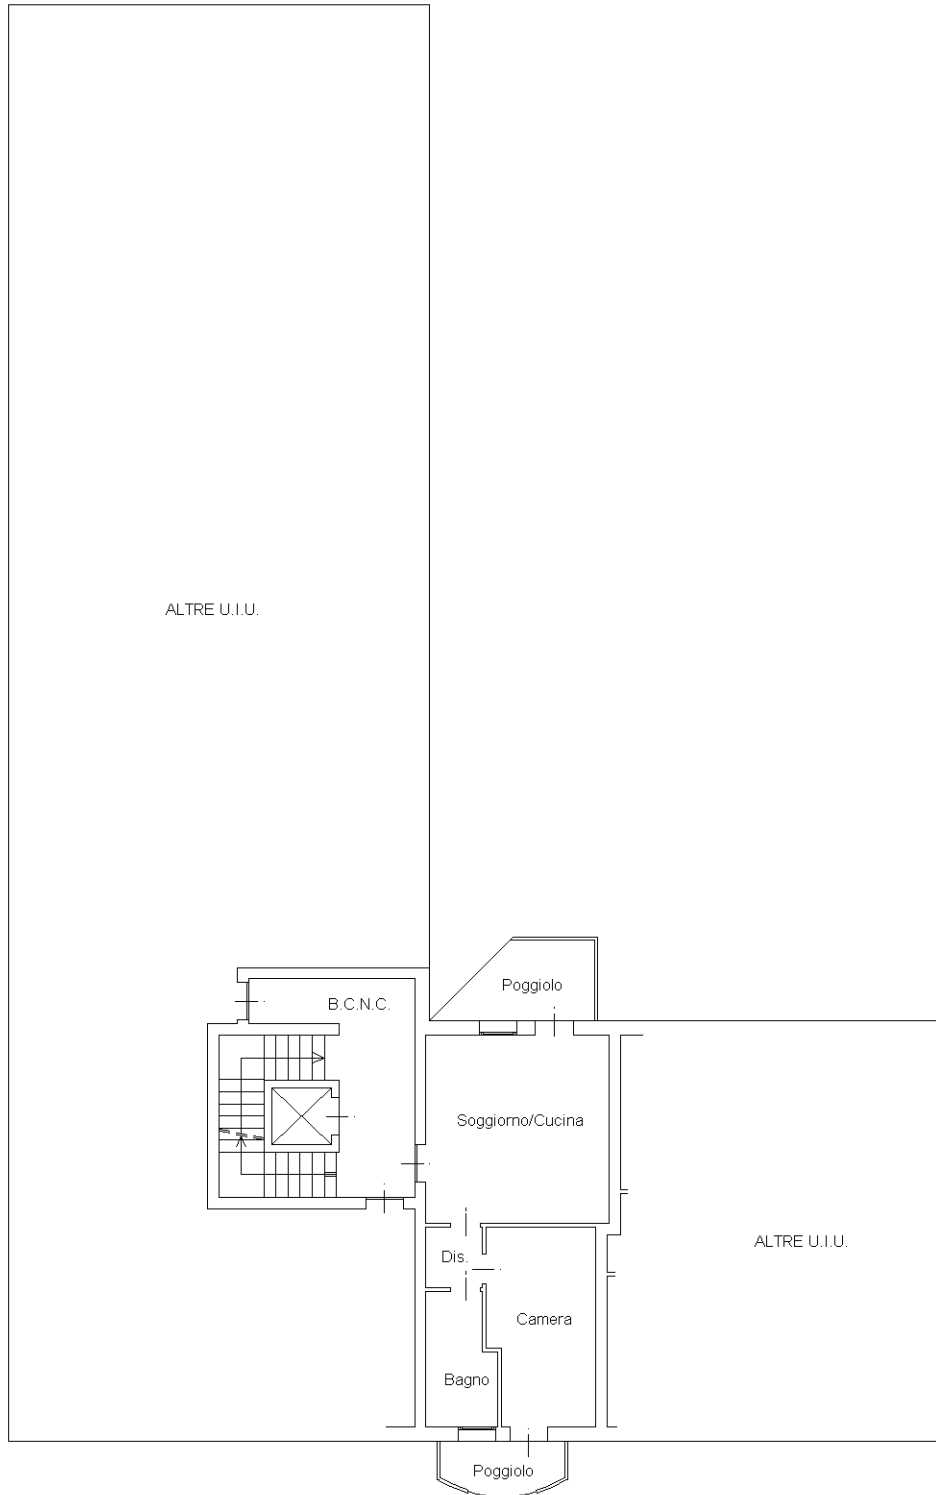 ALTRE U.I.U.
Poggiolo
B.C.N.C.
Soggiorno/Cucina
ALTRE U.I.U.
Dis.
Camera
Bagno
Poggiolo